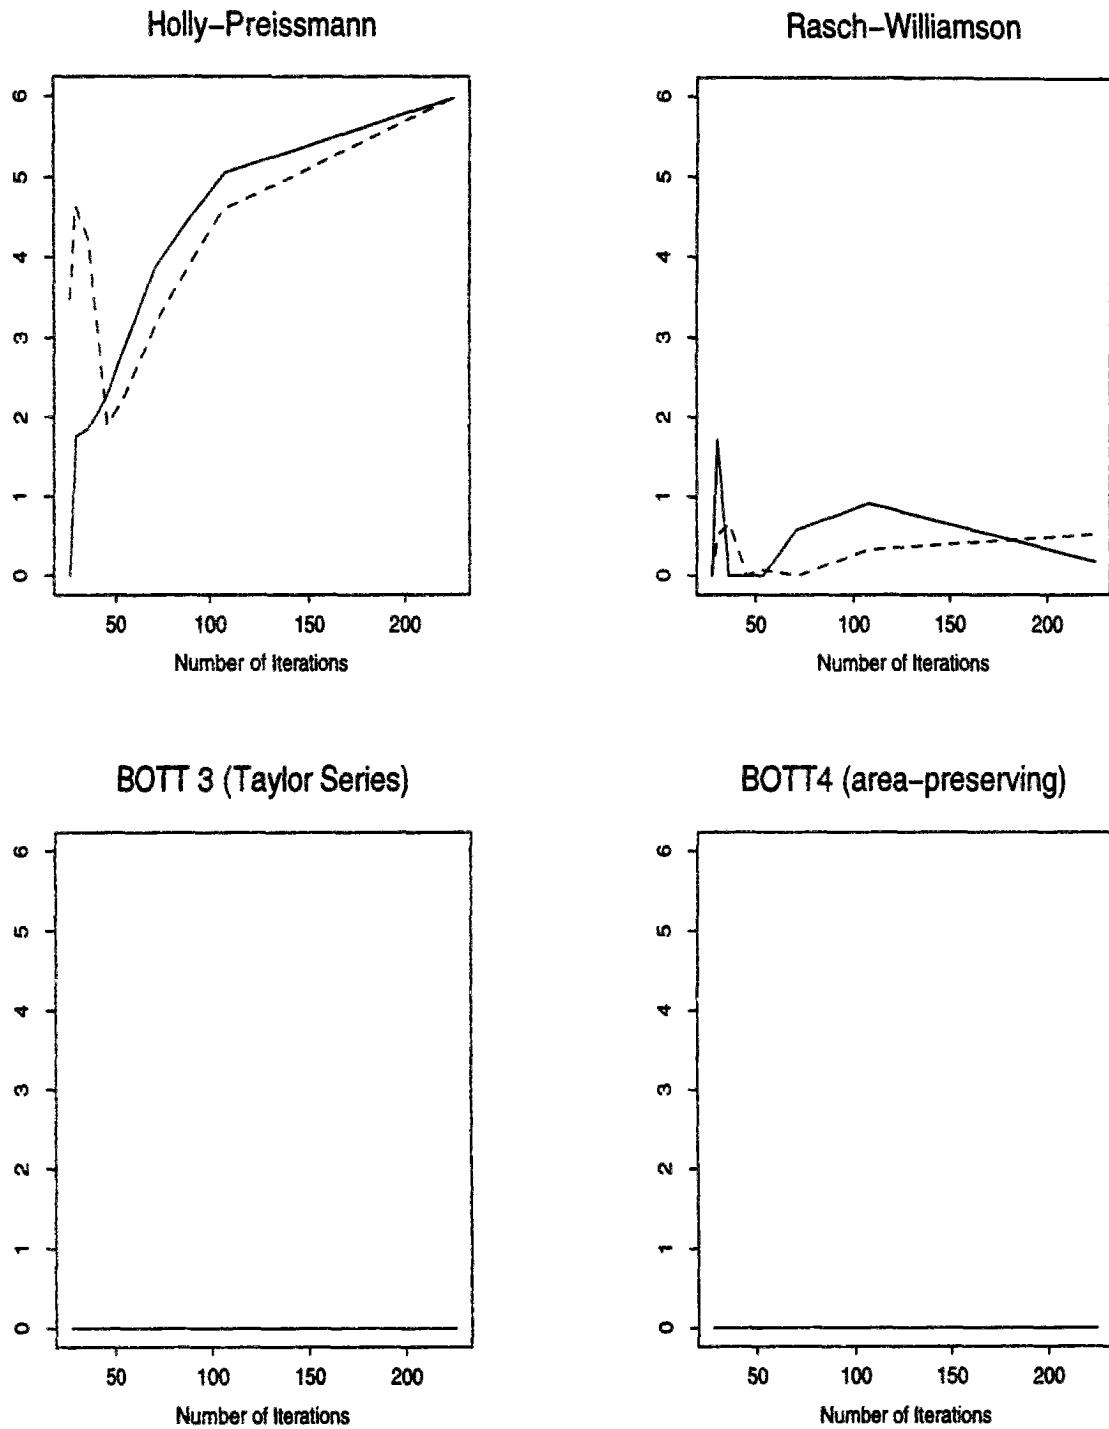 Holly-Preissmann
6
5
4
3
2
1
0
50 100 150 200
Number of Iterations
Rasch-Williamson
6
5
4
3
2
1
0
50 100 150 200
Number of Iterations
BOTT 3 (Taylor Series)
6
5
4
3
2
1
0
50 100 150 200
Number of Iterations
BOTT4 (area-preserving)
6
5
4
3
2
1
0
50 100 150 200
Number of Iterations